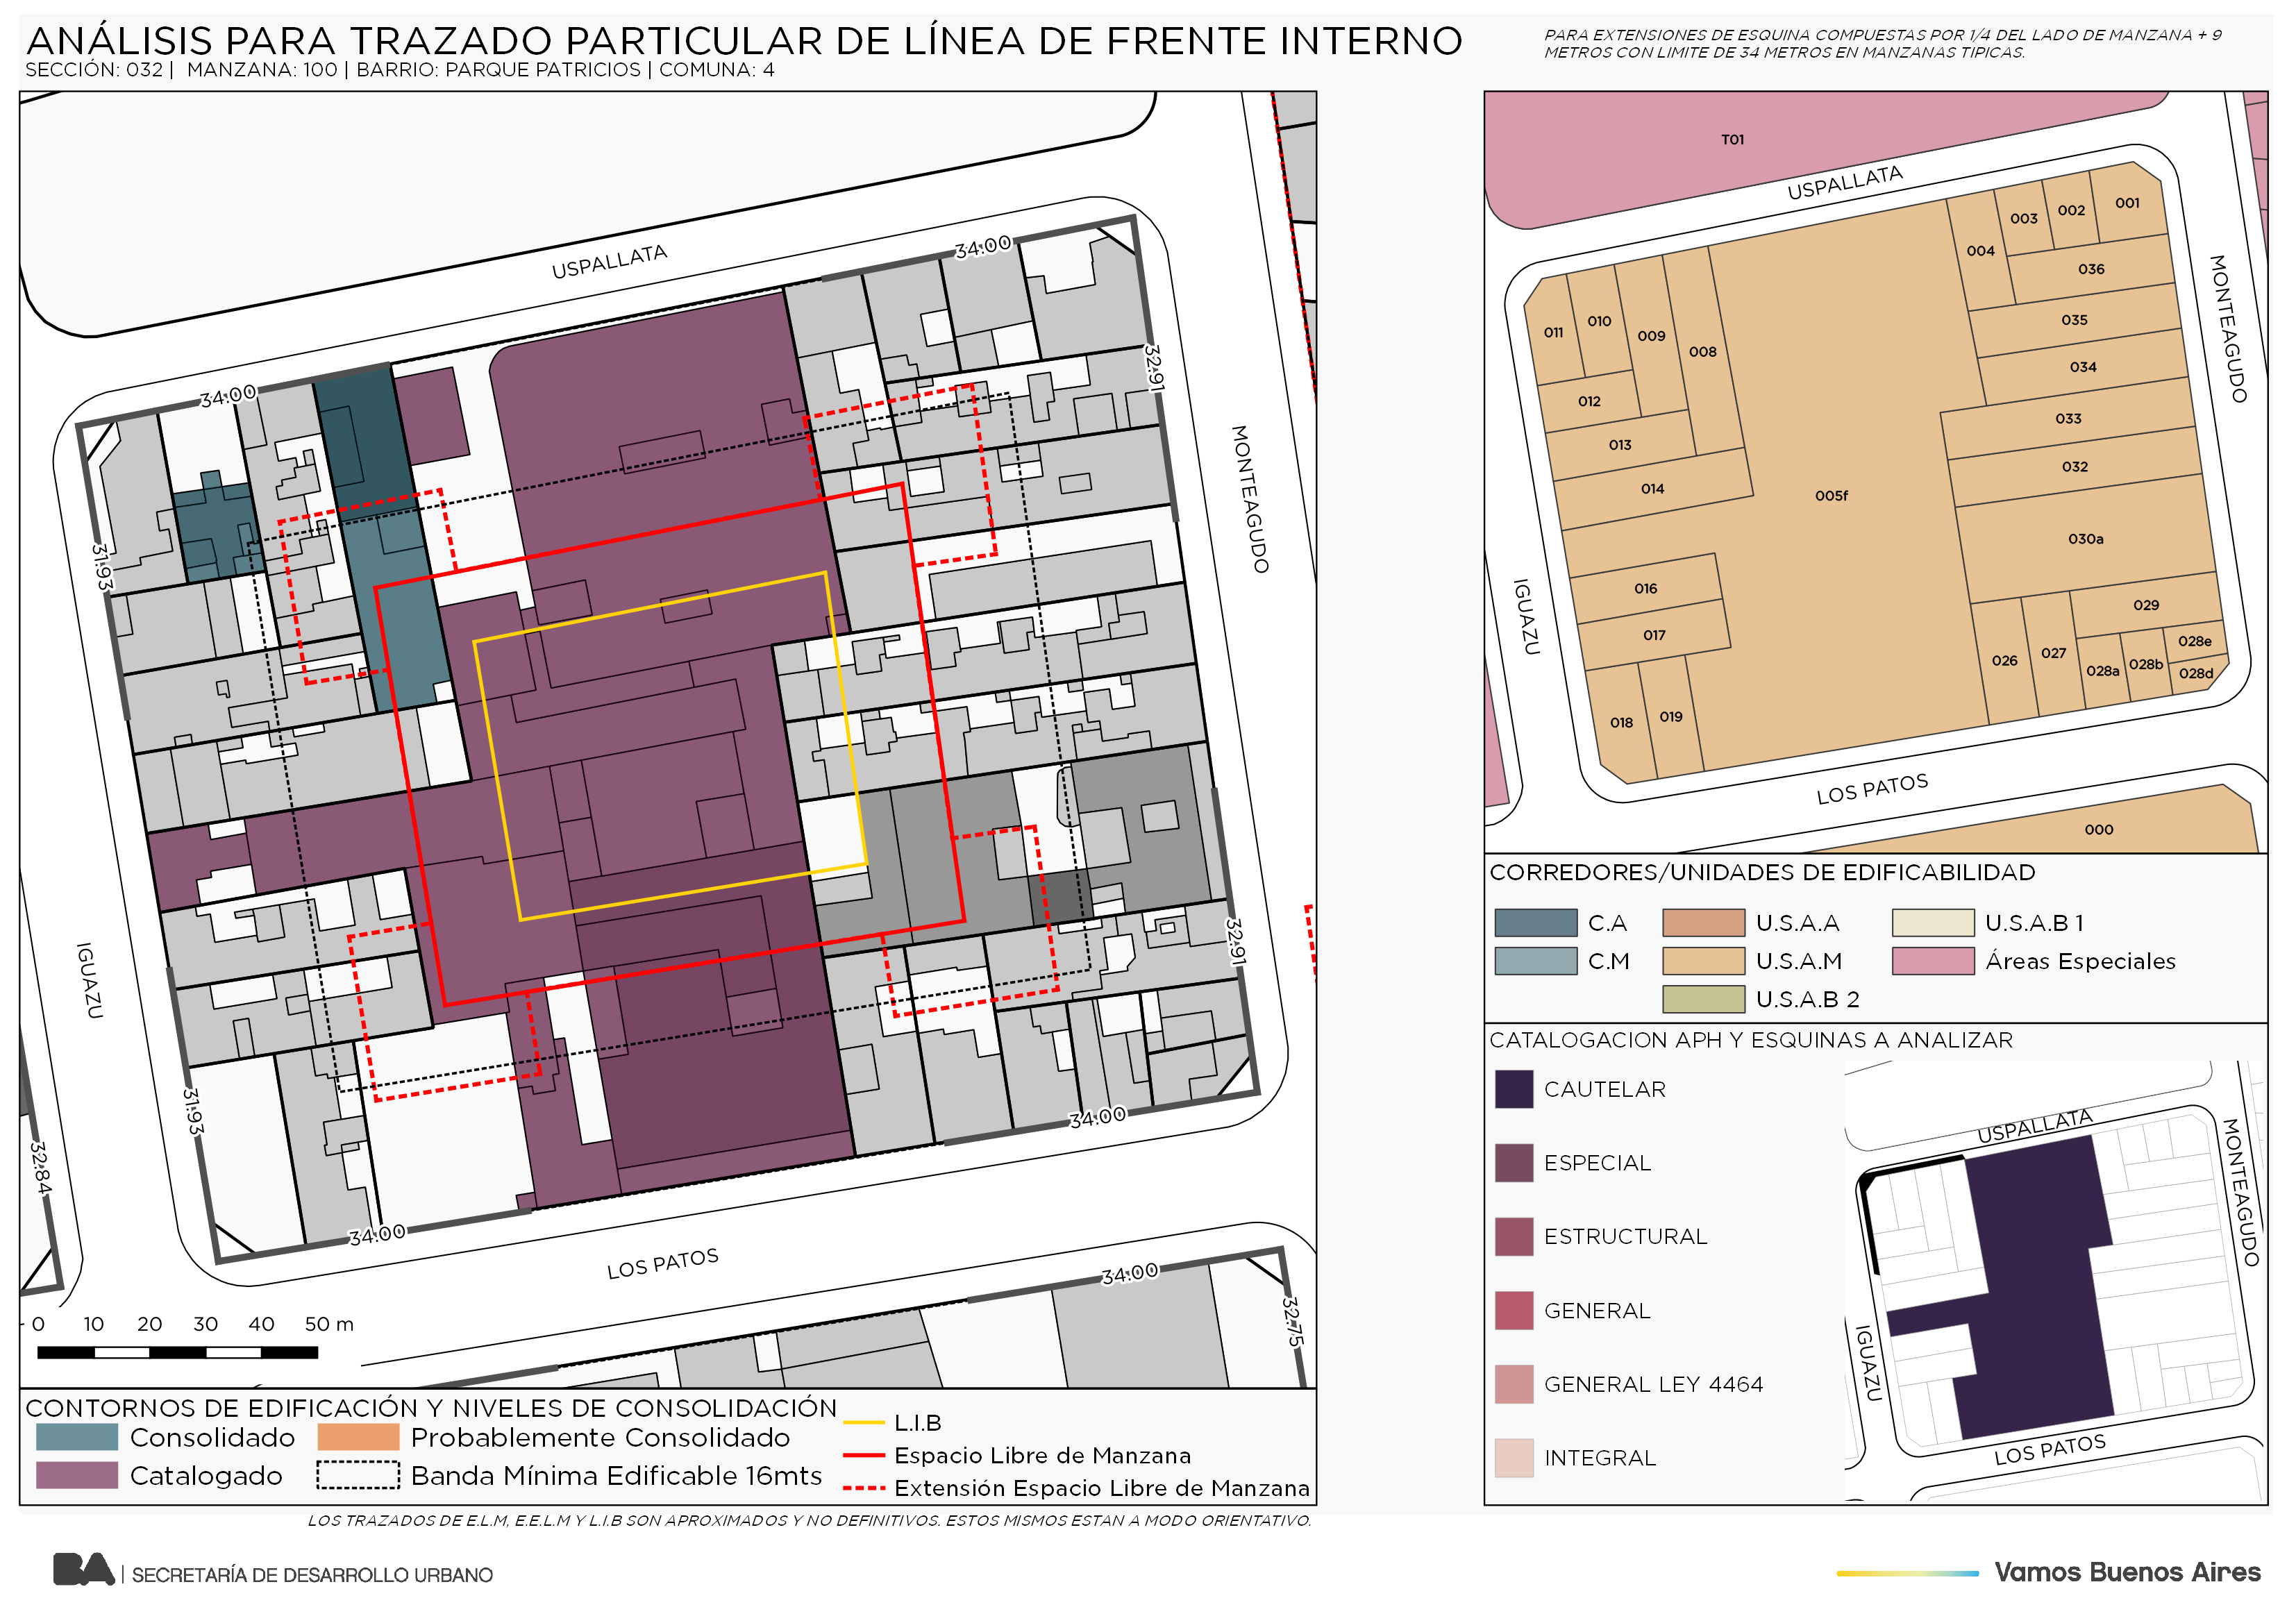 ANÁLISIS PARA TRAZADO PARTICULAR DE LÍNEA DE FRENTE INTERNO
SECCIÓN: 032 | MANZANA: 100 | BARRIO: PARQUE PATRICIOS | COMUNA: 4
PARA EXTENSIONES DE ESQUINA COMPUESTAS POR 1/4 DEL LADO DE MANZANA + 9
METROS CON LIMITE DE 34 METROS EN MANZANAS TIPICAS.
USPALLATA
34.00
34.00
32.91
MONTEAGUDO
31.93
32.91
IGUAZU
31.93
34.00
34.00
32.84
LOS PATOS
34.00
32.75
0 10 20 30 40 50 m
CONTORNOS DE EDIFICACIÓN Y NIVELES DE CONSOLIDACIÓN
Consolidado
Probablemente Consolidado
Catalogado
Banda Mínima Edificable 16mts
L.I.B
Espacio Libre de Manzana
Extensión Espacio Libre de Manzana
LOS TRAZADOS DE E.L.M, E.E.L.M Y L.I.B SON APROXIMADOS Y NO DEFINITIVOS. ESTOS MISMOS ESTAN A MODO ORIENTATIVO.
T01
USPALLATA
001
002
003
004
036
MONTEAGUDO
011
010
009
008
035
034
012
013
033
014
005f
032
030a
IGUAZU
016
017
029
026
027
028a
028b
028e
028d
018
019
LOS PATOS
000
CORREDORES/UNIDADES DE EDIFICABILIDAD
C.A
U.S.A.A
U.S.A.B 1
C.M
U.S.A.M
Áreas Especiales
U.S.A.B 2
CATALOGACION APH Y ESQUINAS A ANALIZAR
CAUTELAR
ESPECIAL
ESTRUCTURAL
GENERAL
GENERAL LEY 4464
INTEGRAL
USPALLATA
MONTEAGUDO
IGUAZU
LOS PATOS
BA | SECRETARÍA DE DESARROLLO URBANO
Vamos Buenos Aires